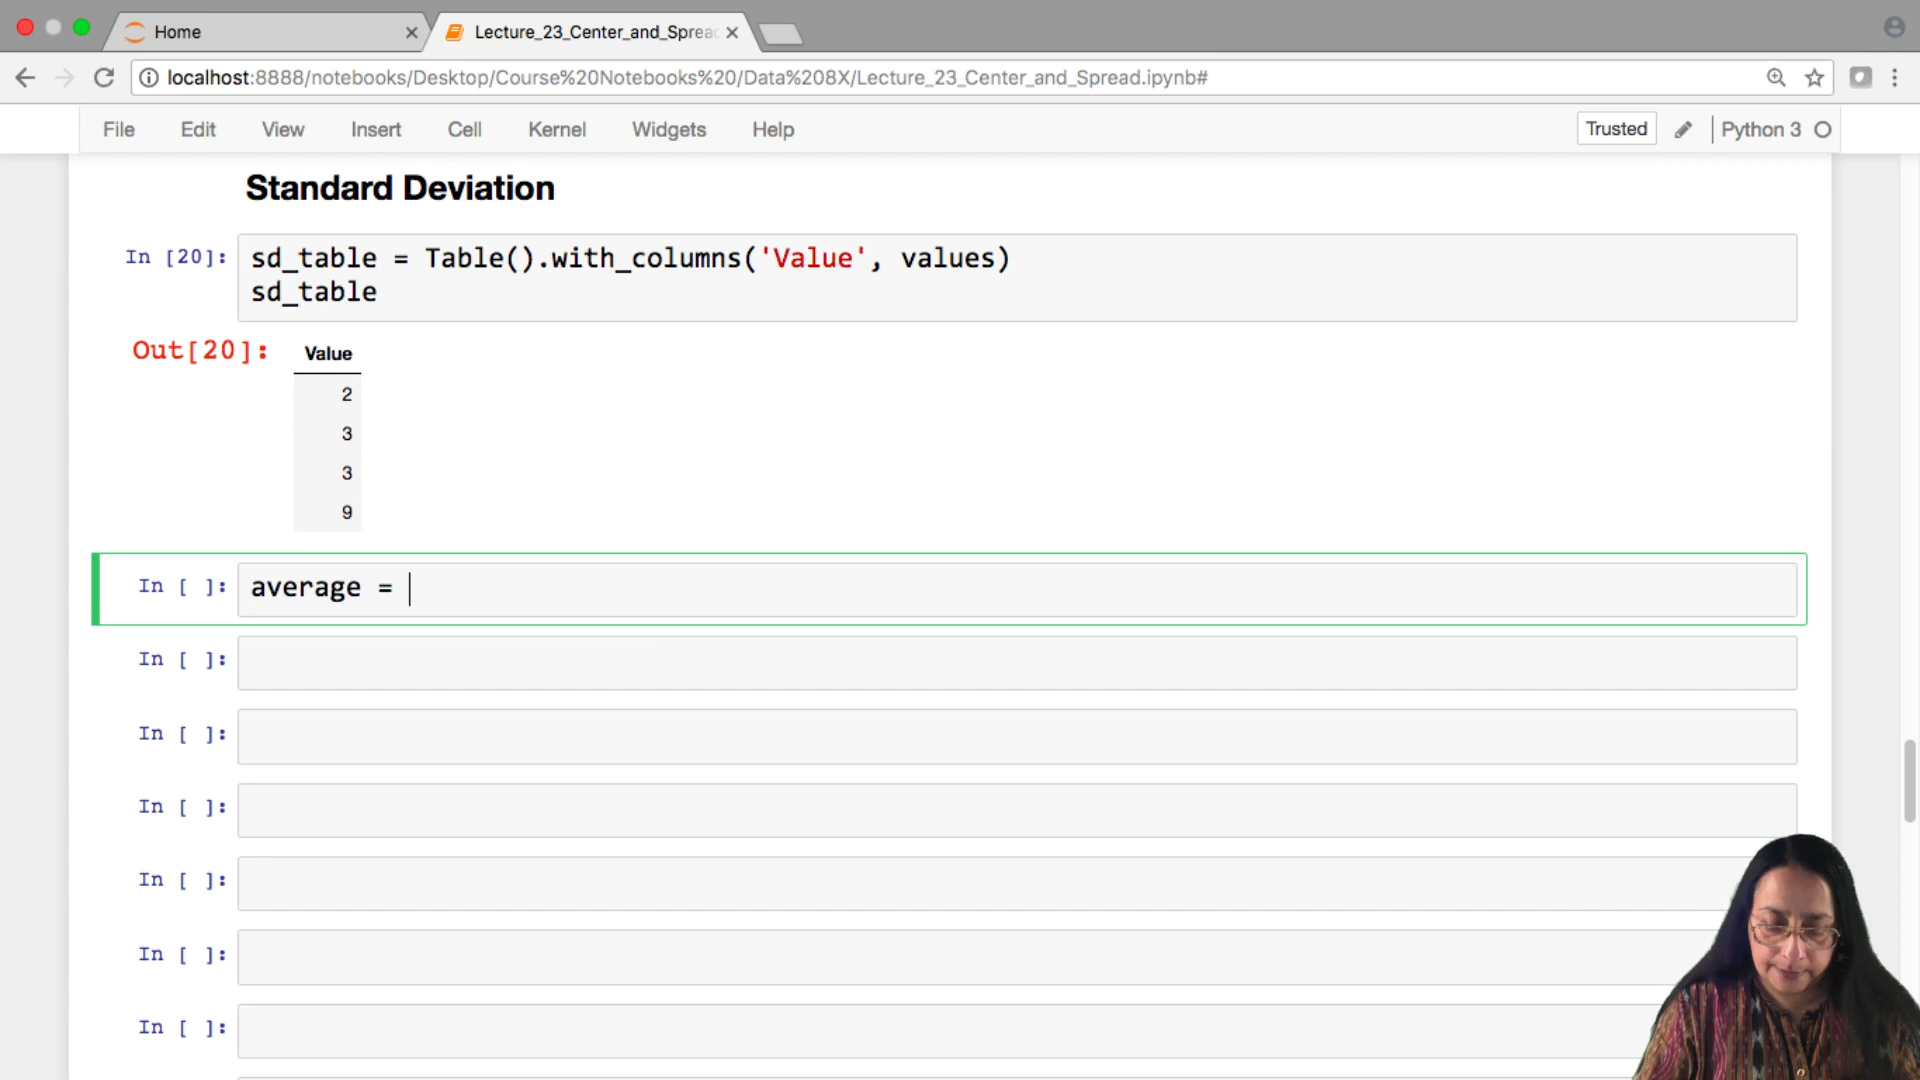 Home
Lecture_23_Center_and_Sprea
localhost:8888/notebooks/Desktop/Course%20Notebooks%20/Data%208X/Lecture_23_Center_and_Spread.ipynb#
File Edit View Insert Cell Kernel Widgets Help Trusted Python 3
Standard Deviation
In [20]: sd_table = Table().with_columns('Value', values)
sd_table
Out[20]: Value
2
3
3
9
In [ ]: average =
In [ ]:
In [ ]:
In [ ]:
In [ ]:
In [ ]:
In [ ]: